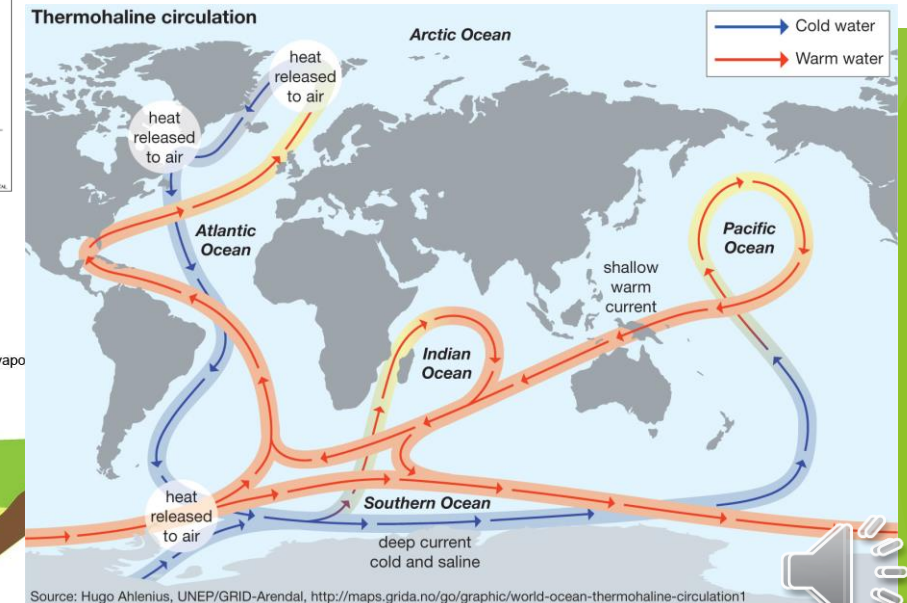 Thermohaline circulation
Arctic Ocean
Cold water
Warm water
heat
released
to air
heat
released
to air
Atlantic
Ocean
Pacific
Ocean
shallow
warm
current
Indian
Ocean
heat
released
to air
Southern Ocean
deep current
cold and saline
Source: Hugo Ahlenius, UNEP/GRID-Arendal, http://maps.grida.no/go/graphic/world-ocean-thermohaline-circulation1